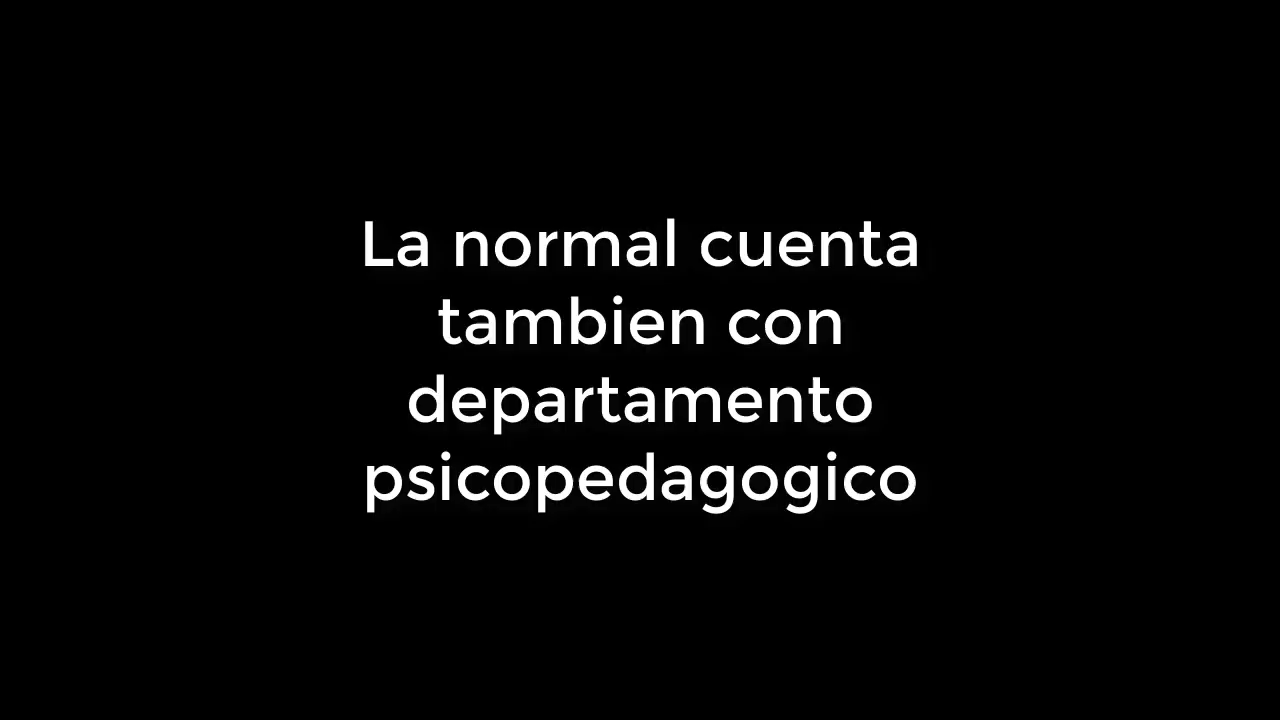 La normal cuenta
tambien con
departamento
psicopedagogico